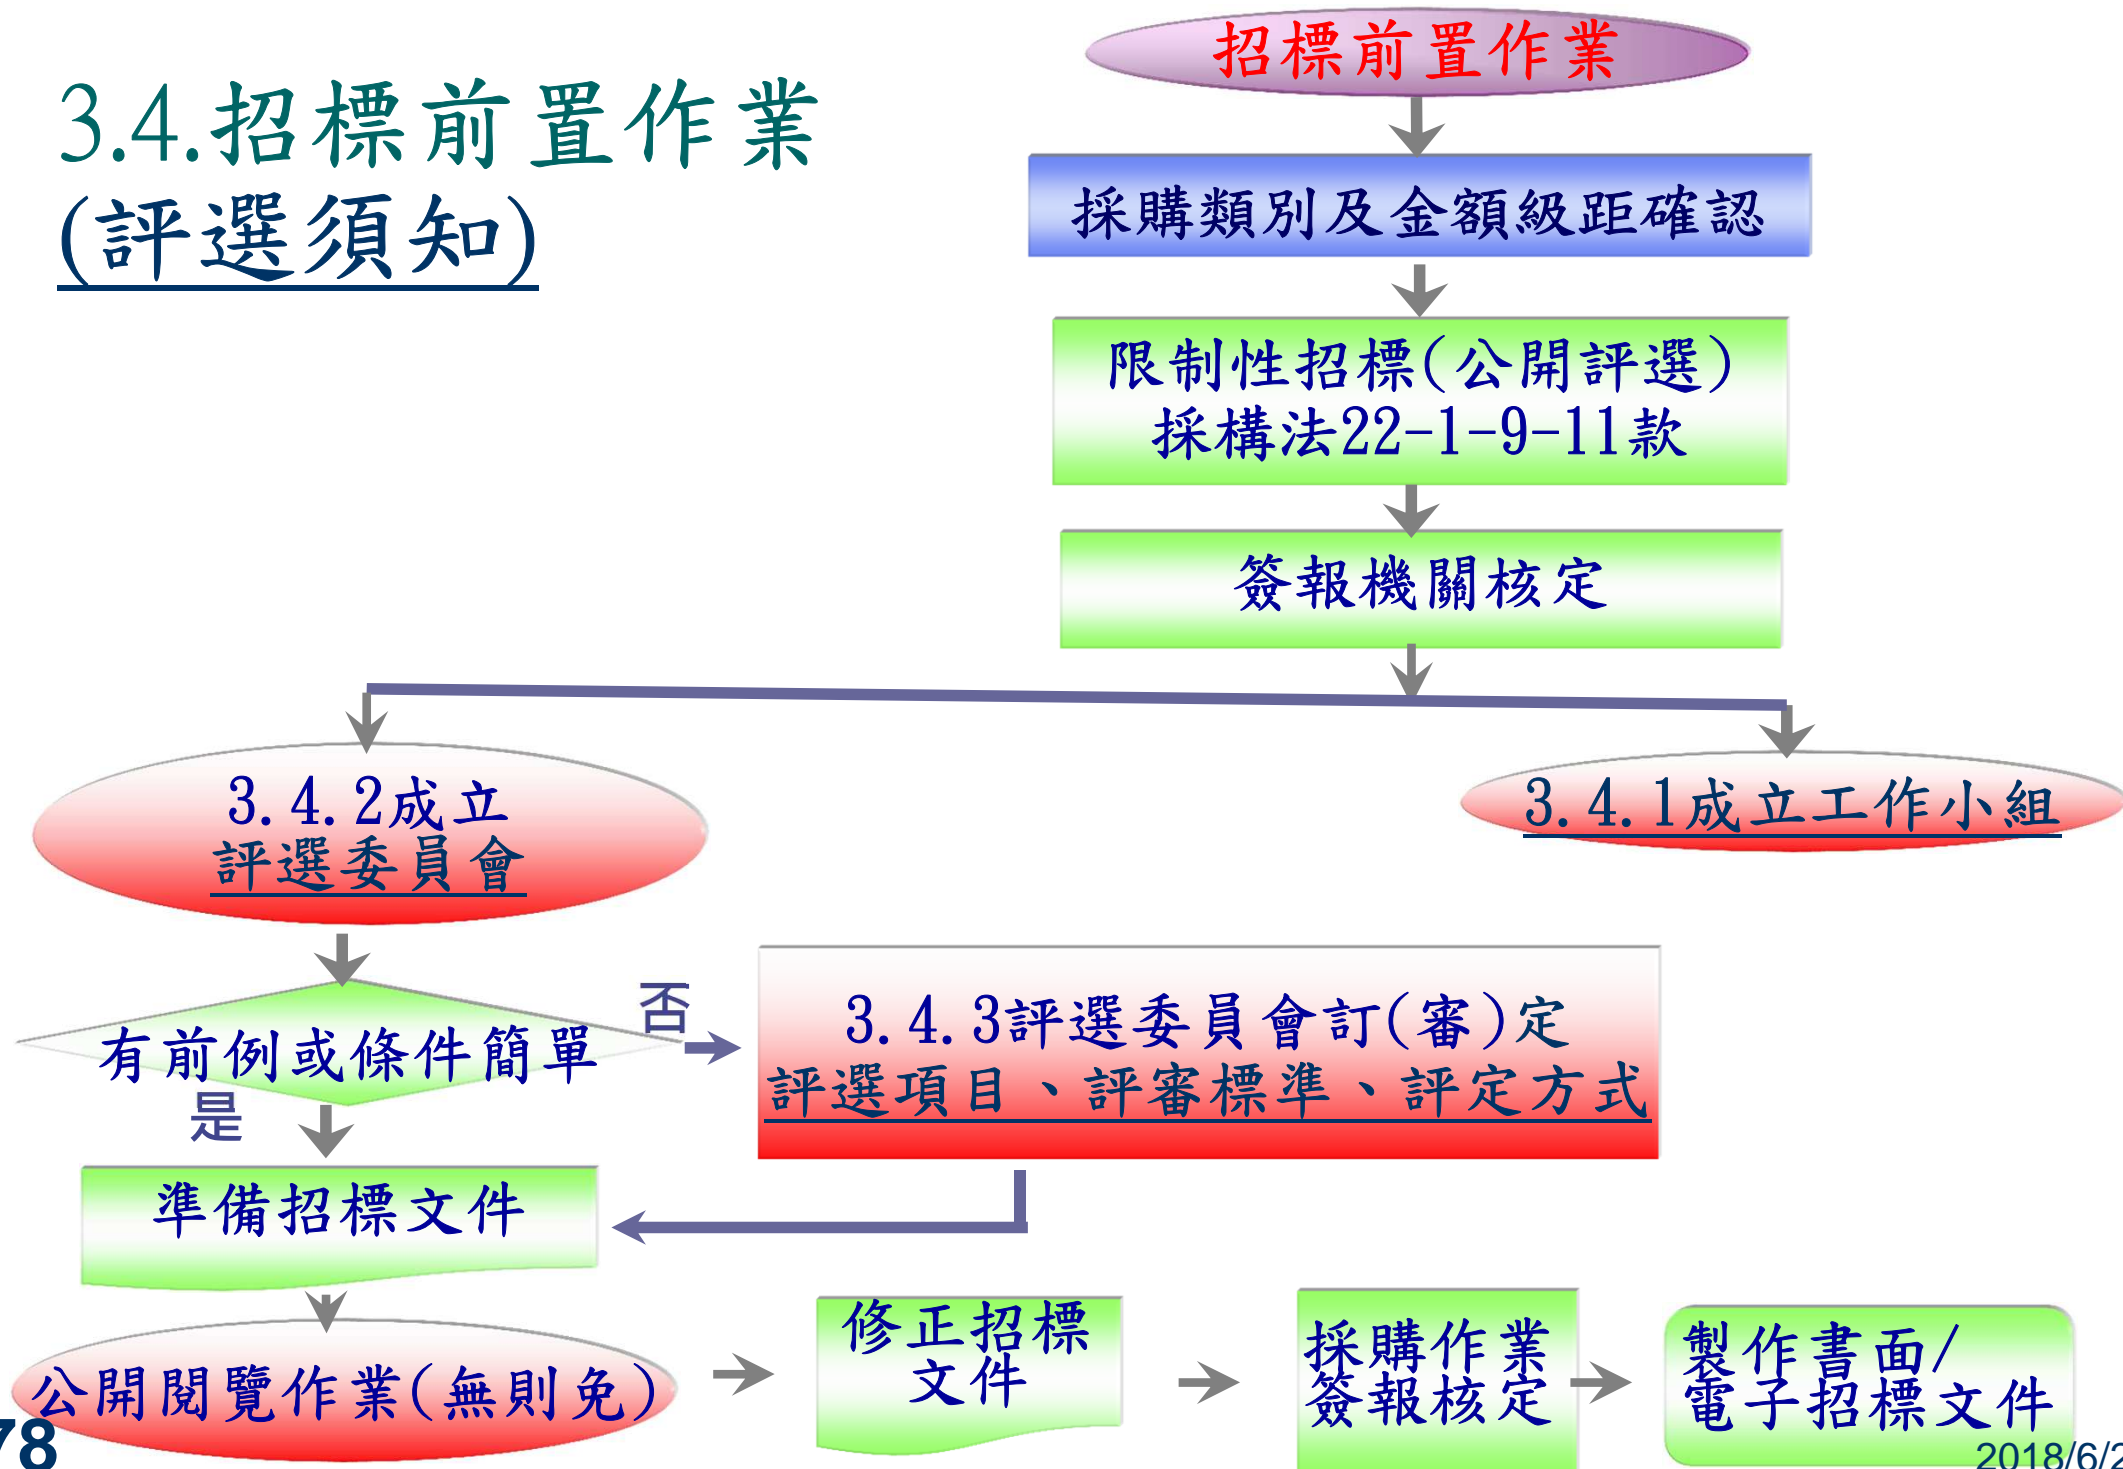 3.4.招標前置作業
(評選須知)
招標前置作業
採購類別及金額級距確認
限制性招標(公開評選)
採構法22-1-9-11款
簽報機關核定
3.4.2成立
評選委員會
3.4.1成立工作小組
有前例或條件簡單
否
是
3.4.3評選委員會訂(審)定
評選項目、評審標準、評定方式
準備招標文件
公開閱覽作業(無則免)
修正招標
文件
採購作業
簽報核定
製作書面/
電子招標文件
78
2018/6/2